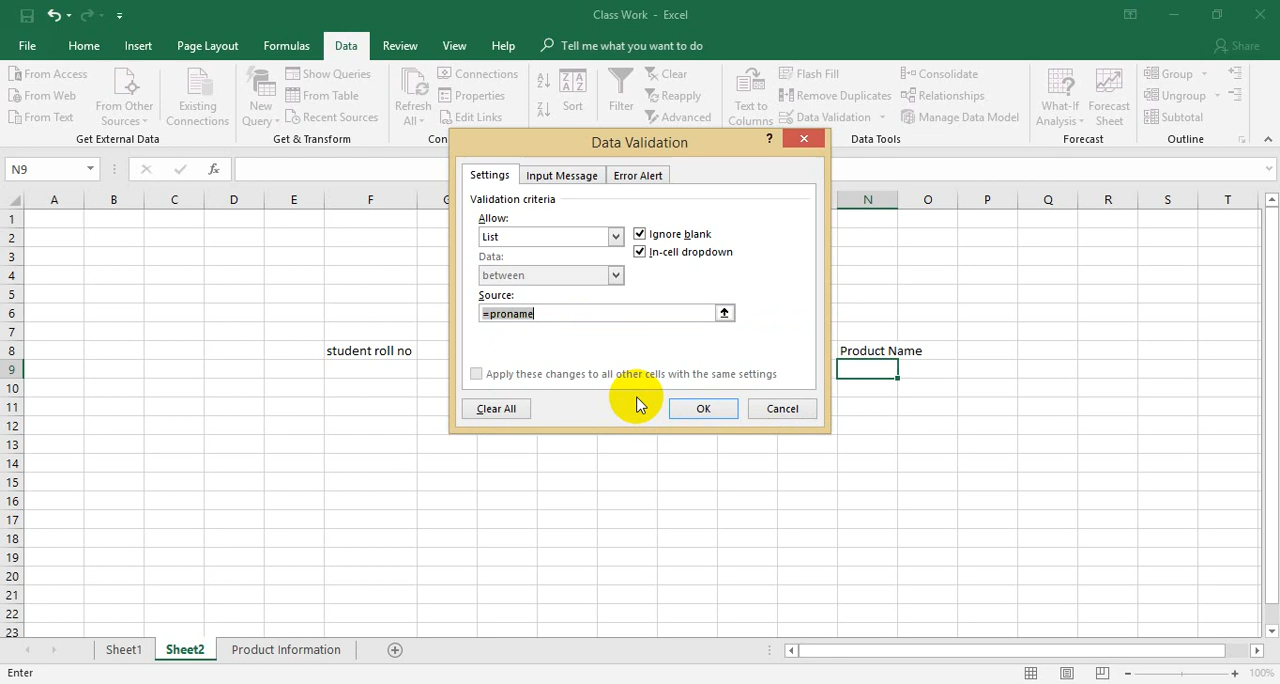 Class Work - Excel
File Home Insert Page Layout Formulas Data Review View Help Tell me what you want to do Share
From Access
From Web
From Text
From Other Sources
Existing Connections
Get External Data
New Query
Show Queries
From Table
Recent Sources
Get & Transform
Refresh All
Connections
Properties
Edit Links
Con
Sort
Filter
Clear
Reapply
Advanced
Text to Columns
Flash Fill
Remove Duplicates
Data Validation
Consolidate
Relationships
Manage Data Model
Data Tools
What-If Analysis
Forecast Sheet
Forecast
Group
Ungroup
Subtotal
Outline
N9
fx
Data Validation
?
Settings Input Message Error Alert
Validation criteria
Allow:
List
Ignore blank
In-cell dropdown
Data:
between
Source:
=proname
Apply these changes to all other cells with the same settings
Clear All OK Cancel
A B C D E F G N O P Q R S T
1
2
3
4
5
6
7
8 student roll no Product Name
9
10
11
12
13
14
15
16
17
18
19
20
21
22
23
Sheet1 Sheet2 Product Information
Enter
100%